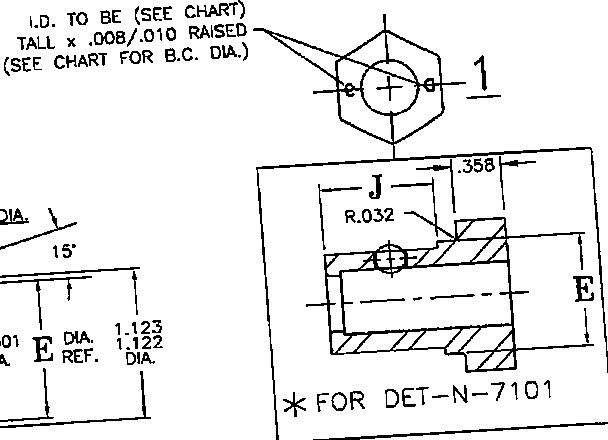 I.D. TO BE (SEE CHART)
TALL x .008/.010 RAISED
(SEE CHART FOR B.C. DIA.)
1
.358
J
R.032
DIA.
15°
E
E DIA. REF.
1.123
1.122
DIA.
* FOR DET-N-7101